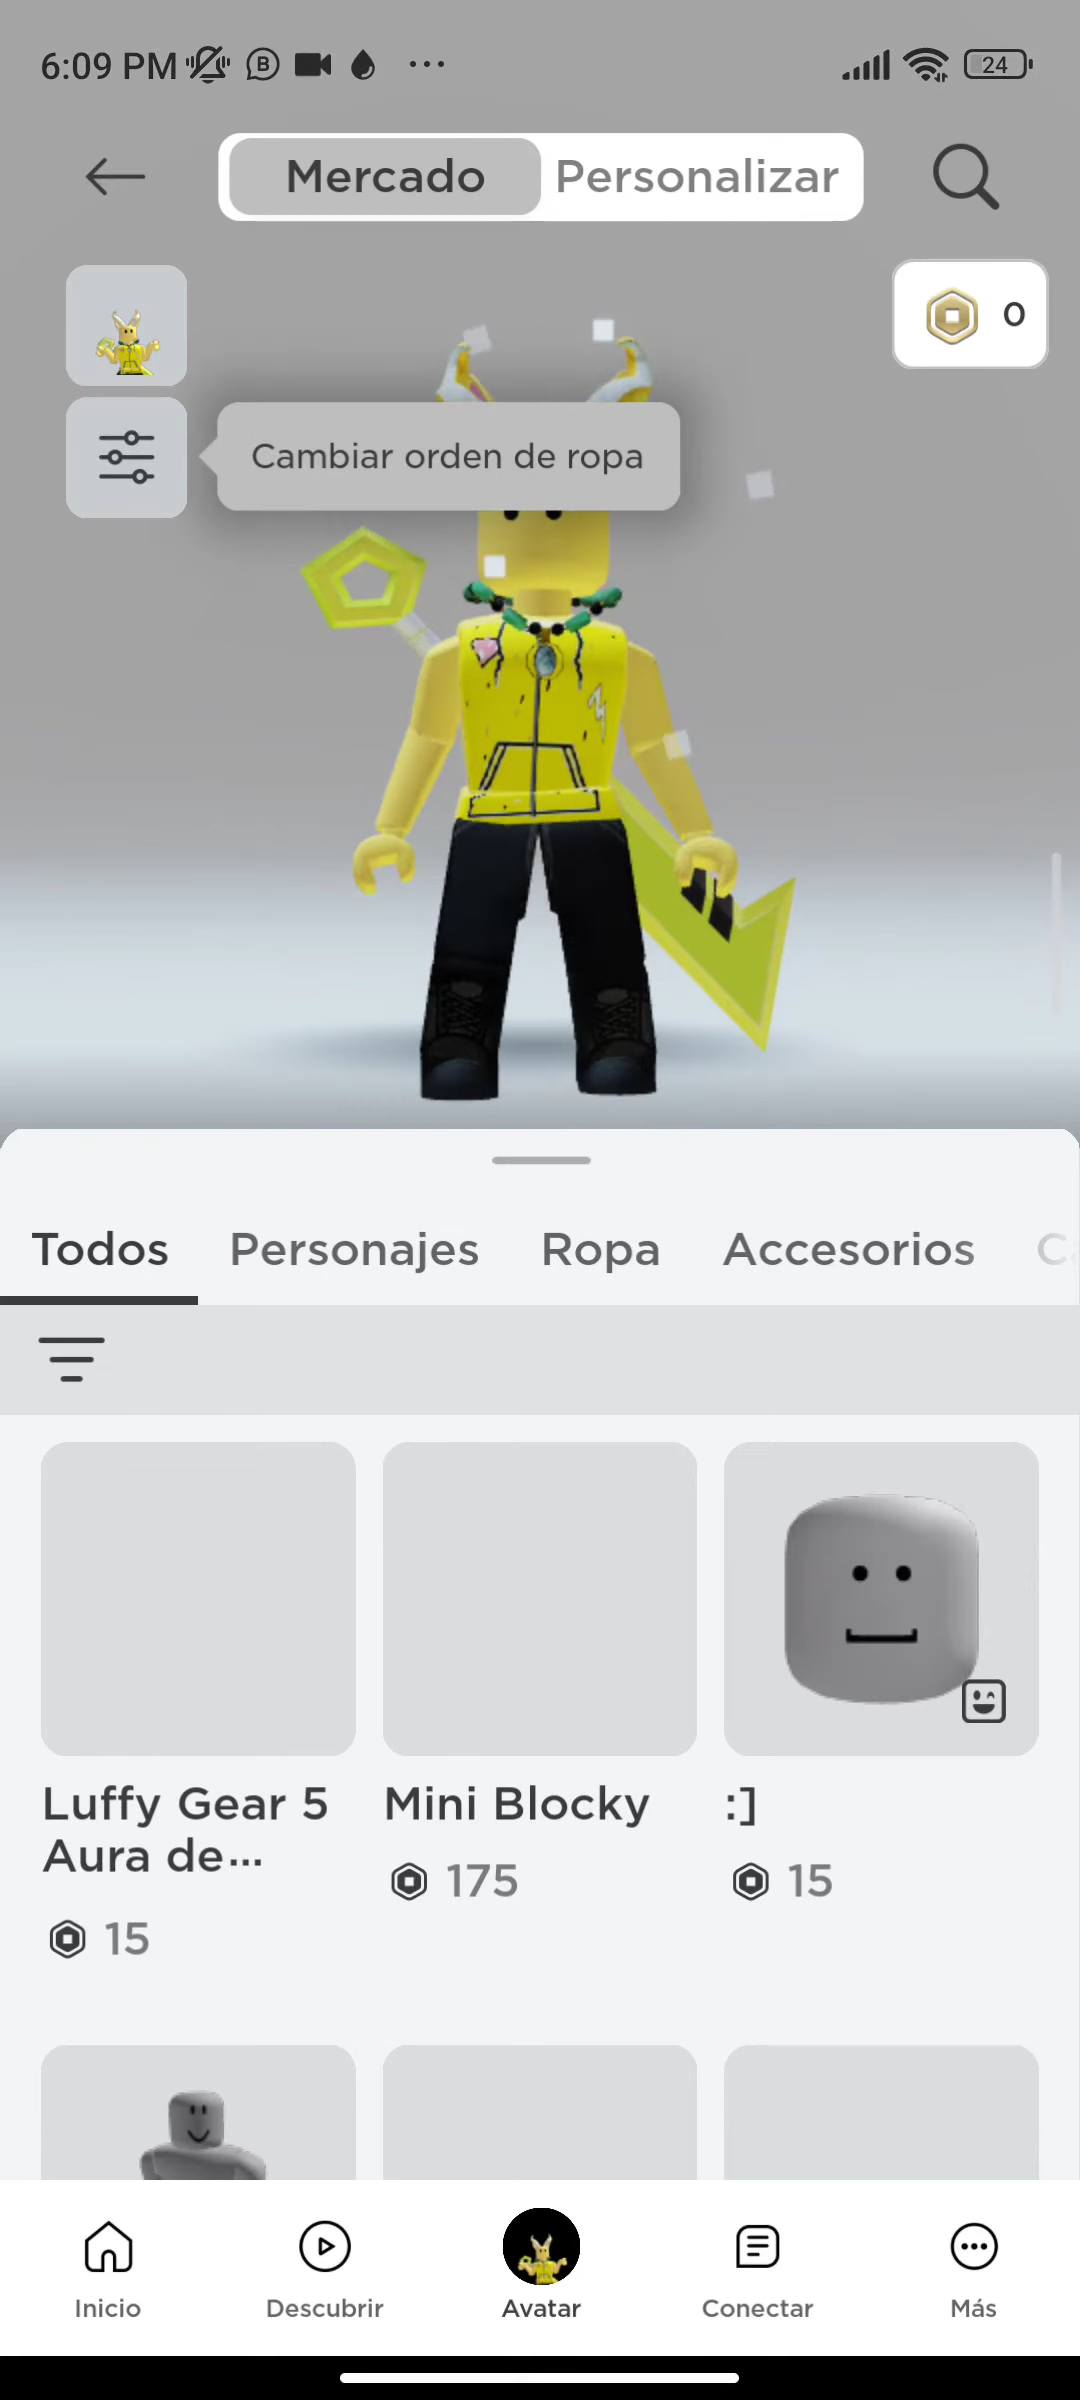 6:09 PM
24
Mercado
Personalizar
0
Cambiar orden de ropa
Todos
Personajes
Ropa
Accesorios
Luffy Gear 5
Aura de...
15
Mini Blocky
175
:]
15
Inicio
Descubrir
Avatar
Conectar
Más